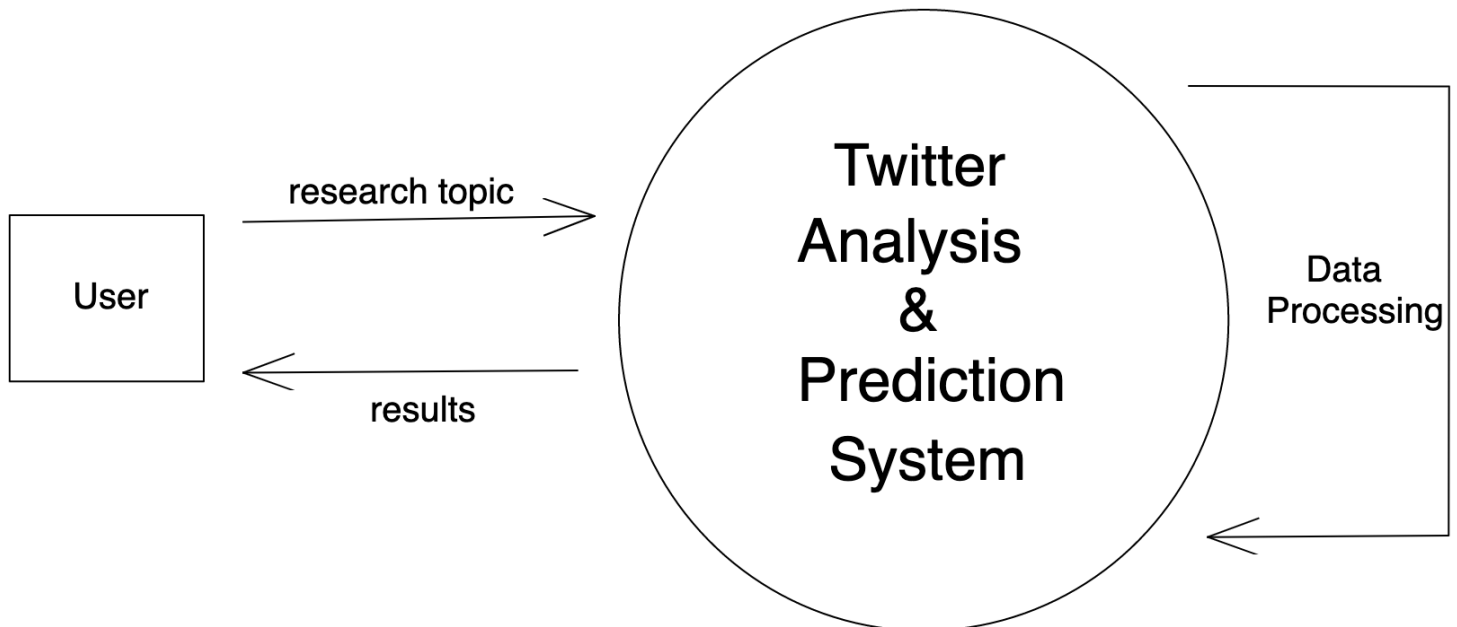 User
research topic
results
Twitter
Analysis
&
Prediction
System
Data
Processing